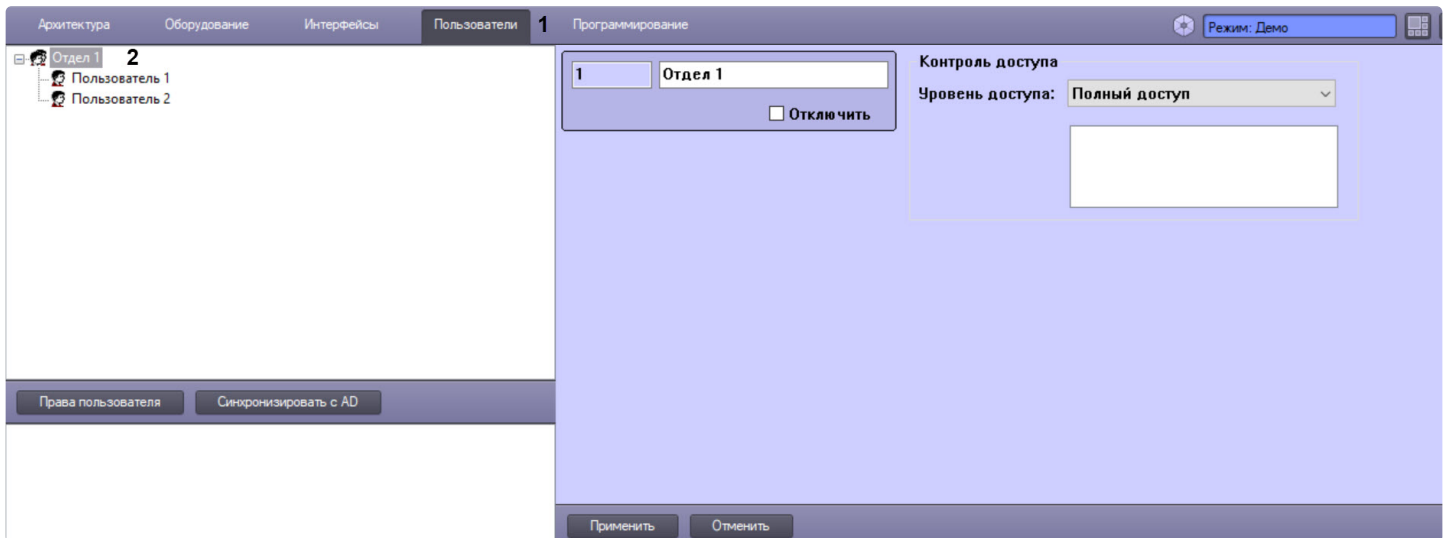 Архитектура Оборудование Интерфейсы Пользователи 1 Программирование Режим: Демо
Отдел 1 2
Пользователь 1
Пользователь 2
Права пользователя Синхронизировать с AD
1 Отдел 1
Отключить
Контроль доступа
Уровень доступа: Полный доступ
Применить Отменить